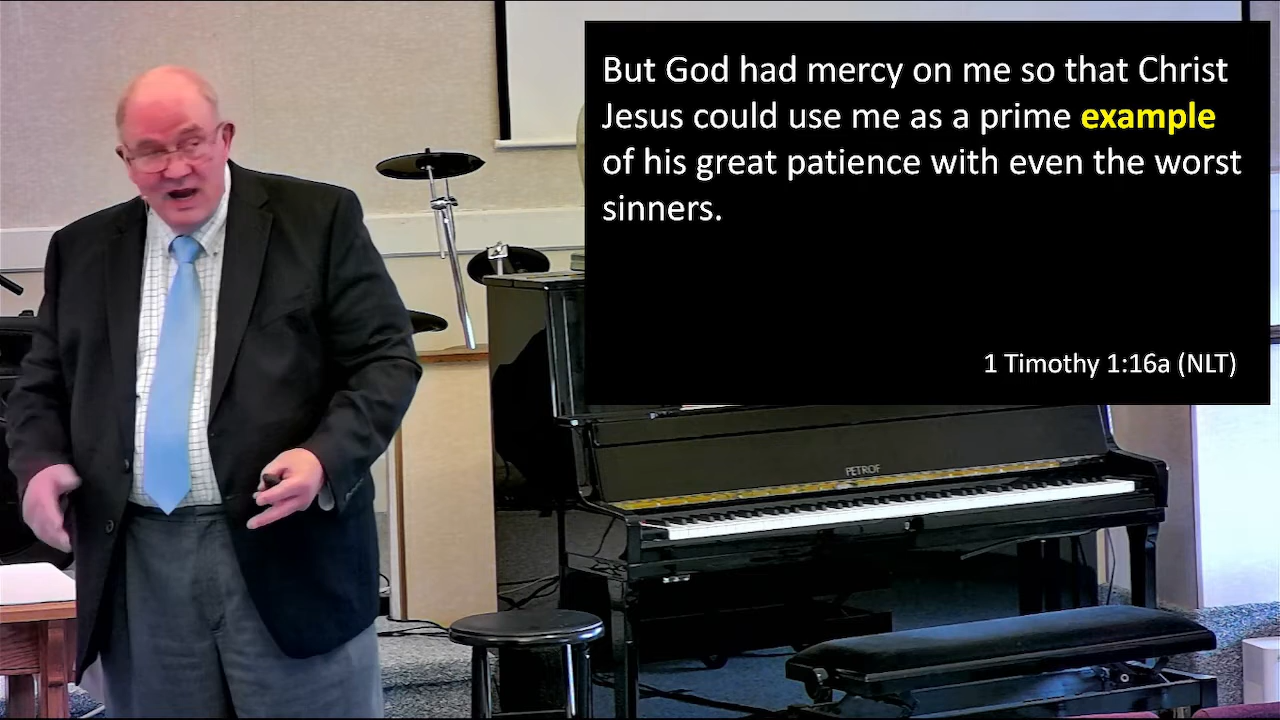 But God had mercy on me so that Christ
Jesus could use me as a prime example
of his great patience with even the worst
sinners.
1 Timothy 1:16a (NLT)
PETROF